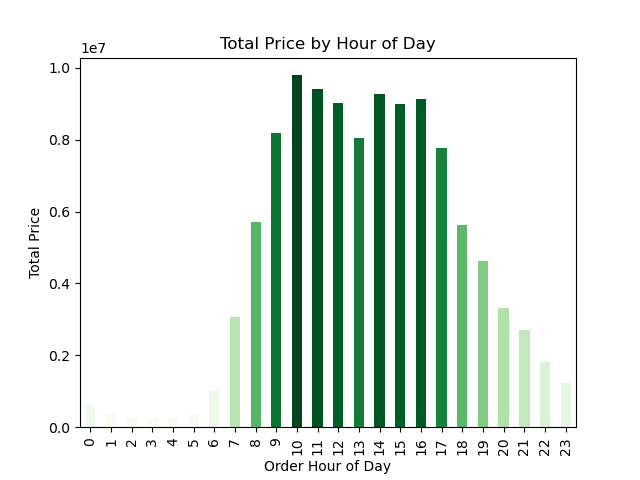 Total Price by Hour of Day
1e7
1.0
0.8
0.6
0.4
0.2
0.0
Total Price
0 1 2 3 4 5 6 7 8 9 10 11 12 13 14 15 16 17 18 19 20 21 22 23
Order Hour of Day